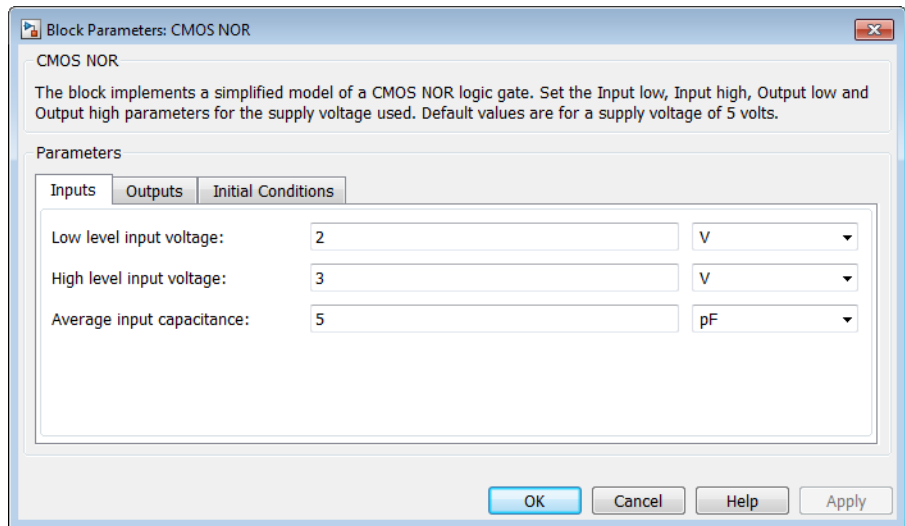 Block Parameters: CMOS NOR
CMOS NOR
The block implements a simplified model of a CMOS NOR logic gate. Set the Input low, Input high, Output low and
Output high parameters for the supply voltage used. Default values are for a supply voltage of 5 volts.
Parameters
Inputs Outputs Initial Conditions
Low level input voltage: 2 V
High level input voltage: 3 V
Average input capacitance: 5 pF
OK Cancel Help Apply